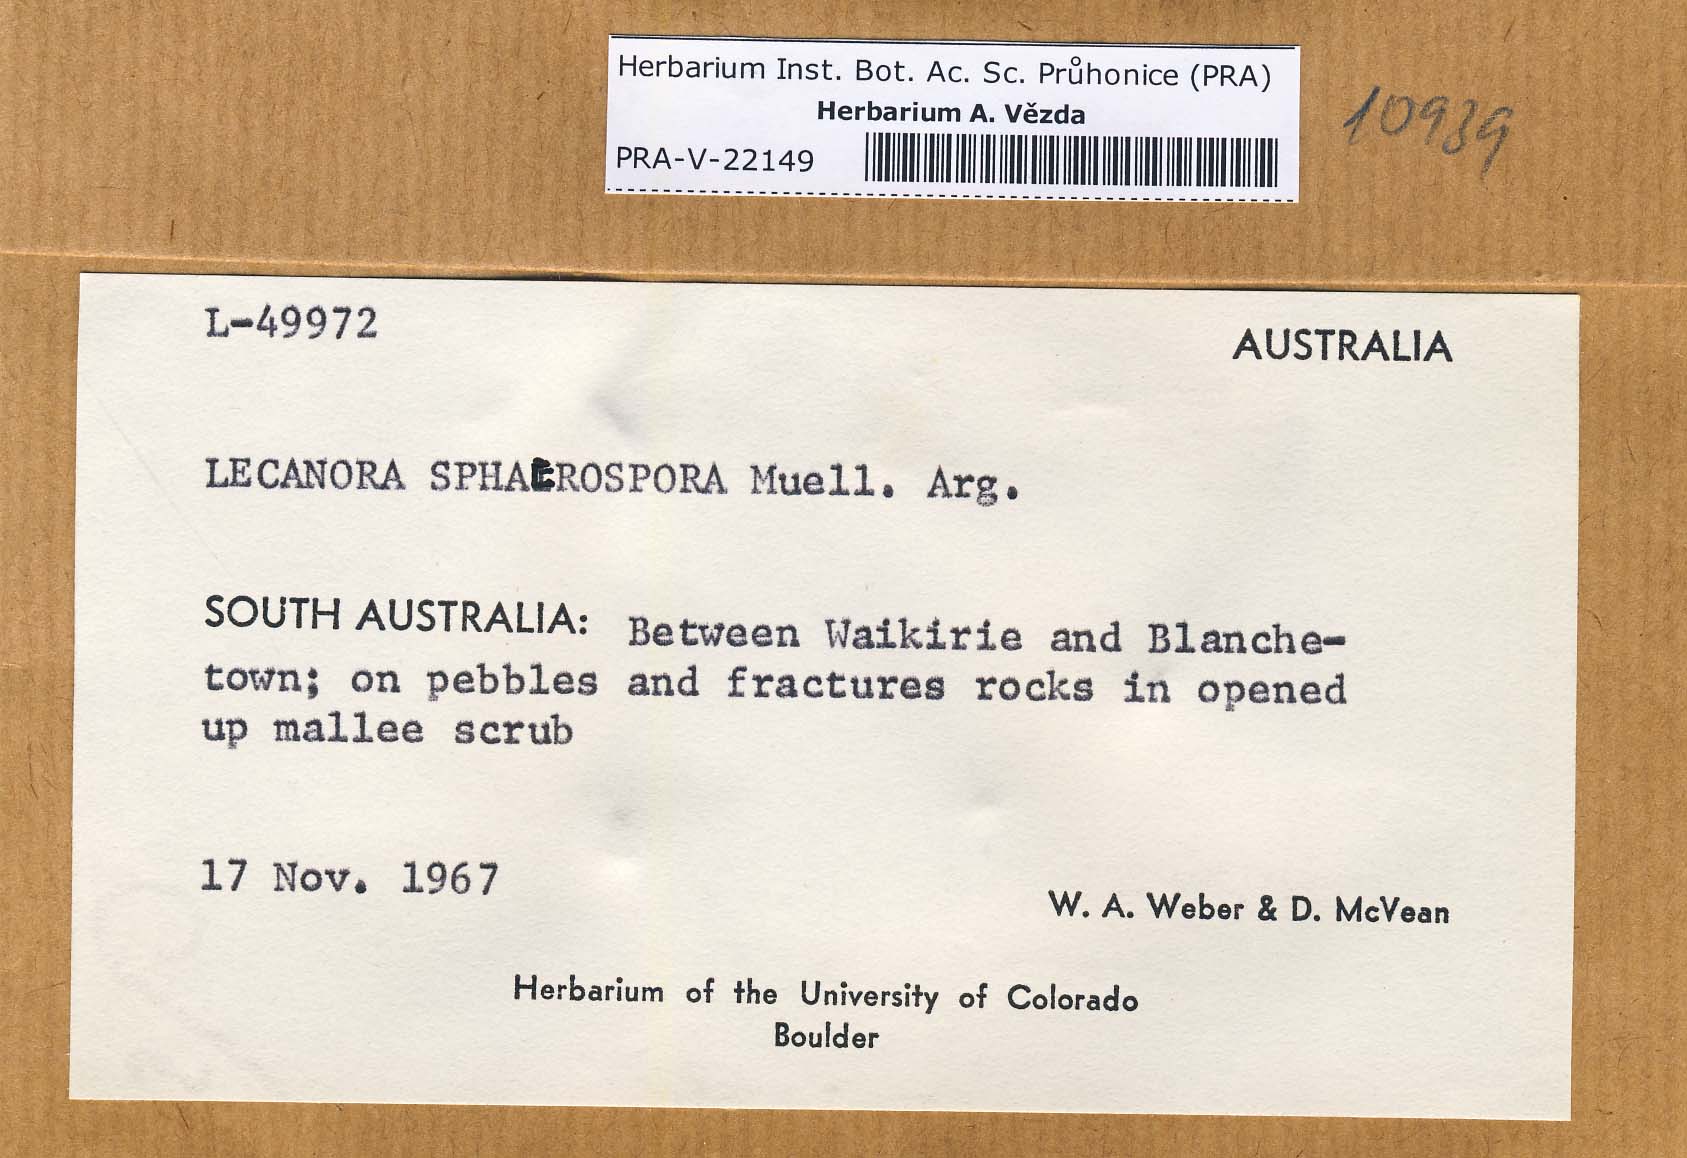 Herbarium Inst. Bot. Ac. Sc. Průhonice (PRA)
Herbarium A. Vězda
PRA-V-22149
10939
L-49972
AUSTRALIA
LECANORA SPHAEROSPORA Muell. Arg.
SOUTH AUSTRALIA: Between Waikirie and Blanche-
town; on pebbles and fractures rocks in opened
up mallee scrub
17 Nov. 1967
W. A. Weber & D. McVean
Herbarium of the University of Colorado
Boulder